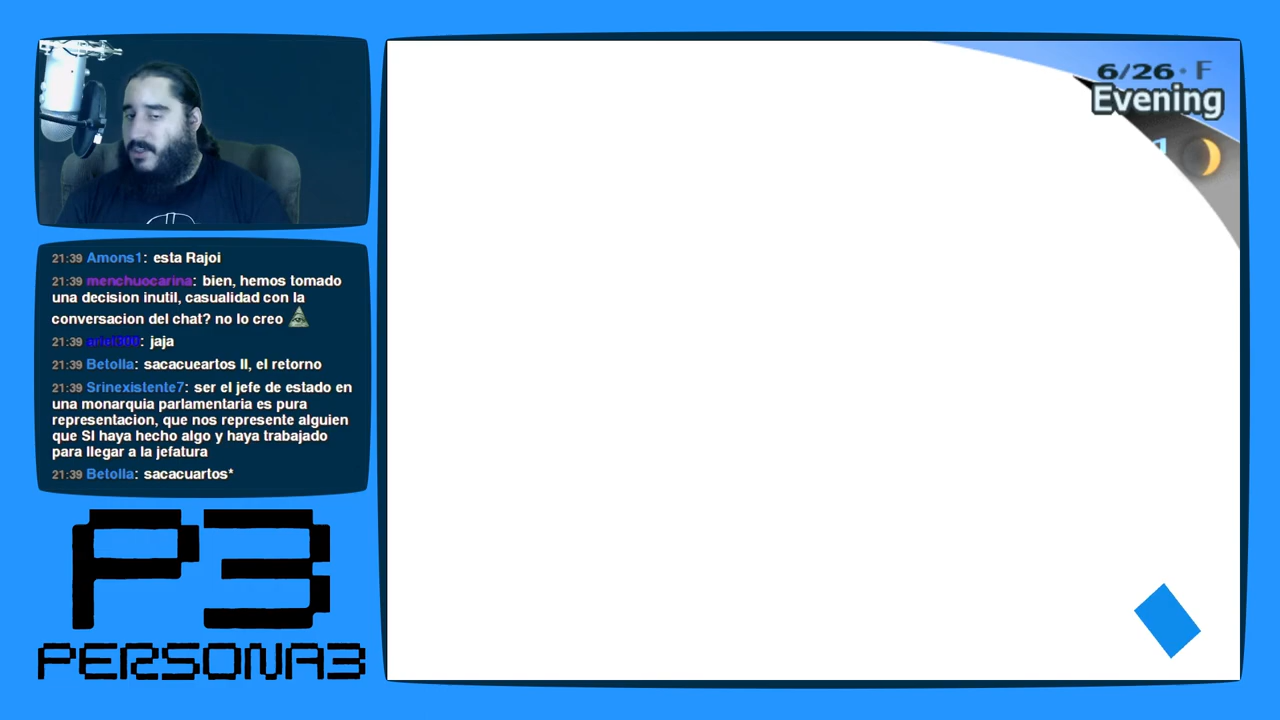 6/26 · F
Evening
1
21:39 Amons1: esta Rajoi
21:39 menchuocarina: bien, hemos tomado
una decision inutil, casualidad con la
conversacion del chat? no lo creo
21:39 : jaja
21:39 Betolla: sacacueartos II, el retorno
21:39 Srinexistente7: ser el jefe de estado en
una monarquia parlamentaria es pura
representacion, que nos represente alguien
que SI haya hecho algo y haya trabajado
para llegar a la jefatura
21:39 Betolla: sacacuartos*
P3
PERSONA3